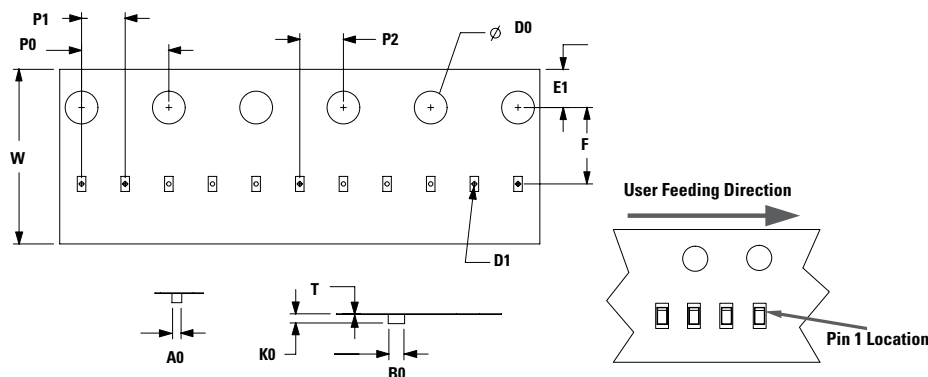 P1
P0
P2
D0
E1
F
W
D1
User Feeding Direction
Pin 1 Location
T
K0
A0
B0